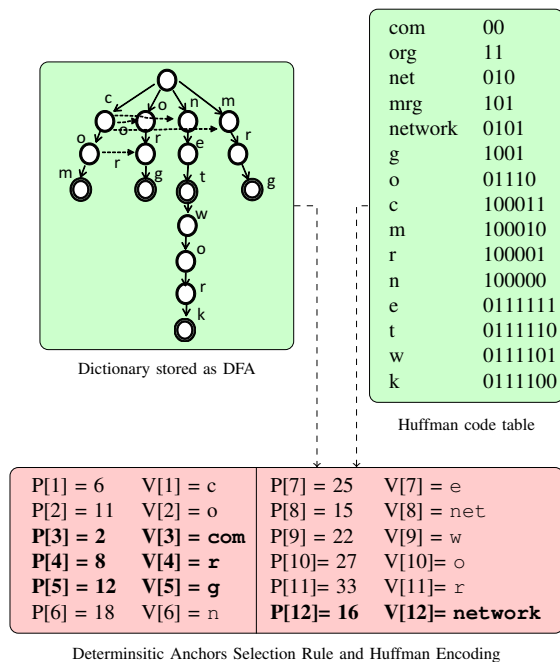 c
o
n
m
o
o
r
e
r
m
r
g
t
g
w
o
r
k
Dictionary stored as DFA
com 00
org 11
net 010
mrg 101
network 0101
g 1001
o 01110
c 100011
m 100010
r 100001
n 100000
e 0111111
t 0111110
w 0111101
k 0111100
Huffman code table
P[1] = 6 V[1] = c
P[2] = 11 V[2] = o
P[3] = 2 V[3] = com
P[4] = 8 V[4] = r
P[5] = 12 V[5] = g
P[6] = 18 V[6] = n
P[7] = 25 V[7] = e
P[8] = 15 V[8] = net
P[9] = 22 V[9] = w
P[10]= 27 V[10]= o
P[11]= 33 V[11]= r
P[12]= 16 V[12]= network
Determinsitic Anchors Selection Rule and Huffman Encoding